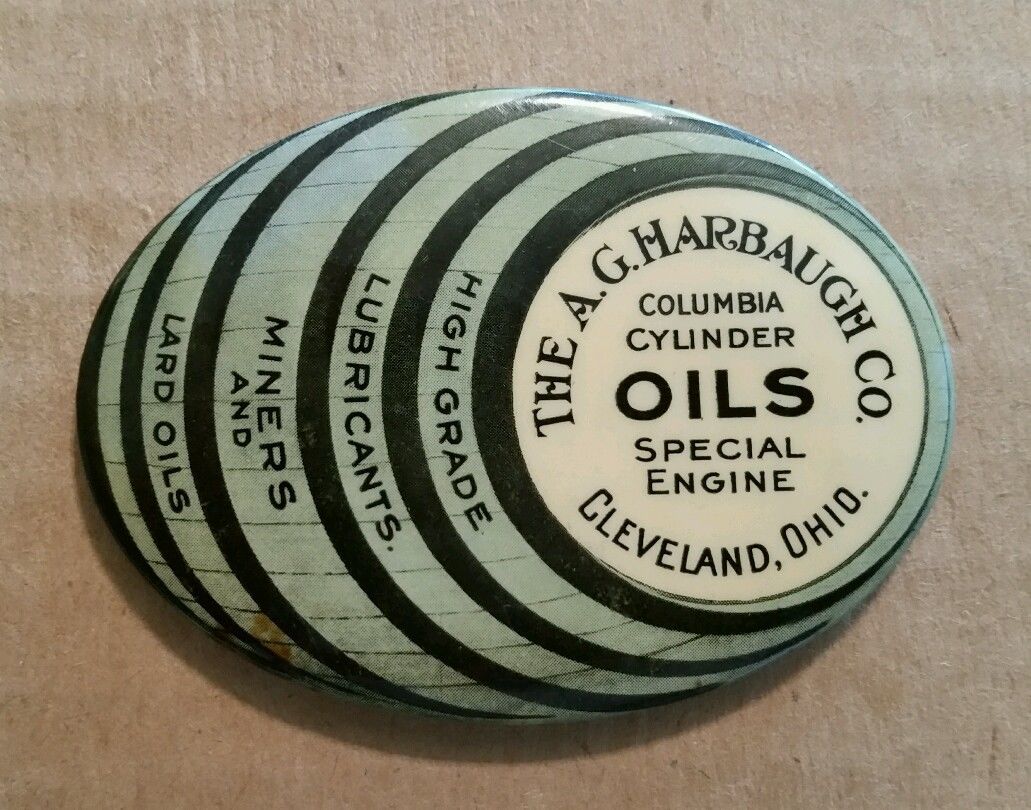 THE A. G. HARBAUGH CO.
COLUMBIA
CYLINDER
OILS
SPECIAL
ENGINE
CLEVELAND, OHIO.
HIGH GRADE
LUBRICANTS.
MINERS
AND
LARD OILS